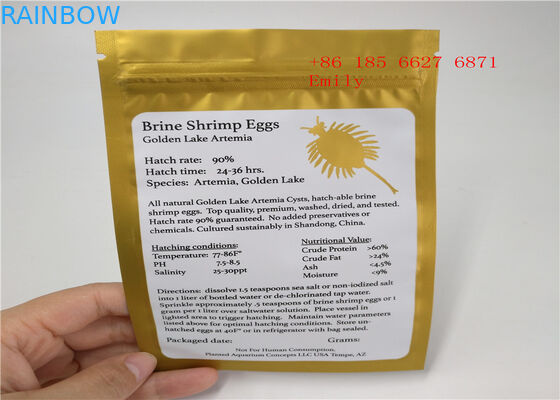 RAINBOW
+86 185 6627 6871
Emily
Brine Shrimp Eggs
Golden Lake Artemia
Hatch rate: 90%
Hatch time: 24-36 hrs.
Species: Artemia, Golden Lake
All natural Golden Lake Artemia Cysts, hatch-able brine
shrimp eggs. Top quality, premium, washed, dried, and tested.
Hatch rate 90% guaranteed. No added preservatives or
chemicals. Cultured sustainably in Shandong, China.
Hatching conditions:
Temperature: 77-86F°
PH 7.5-8.5
Salinity 25-30ppt
Nutritional Value:
Crude Protein >60%
Crude Fat >24%
Ash <4.5%
Moisture <9%
Directions: dissolve 1.5 teaspoons sea salt or non-iodized salt
into 1 liter of bottled water or de-chlorinated tap water.
Sprinkle approximately .5 teaspoons of brine shrimp eggs or 1
gram per 1 liter over saltwater solution. Place vessel in
lighted area to trigger hatching. Maintain water parameters
listed above for optimal hatching conditions. Store un-
hatched eggs at 40F° or in refrigerator with bag sealed.
Packaged date: Grams:
Not For Human Consumption.
Planted Aquarium Concepts LLC USA Tempe, AZ